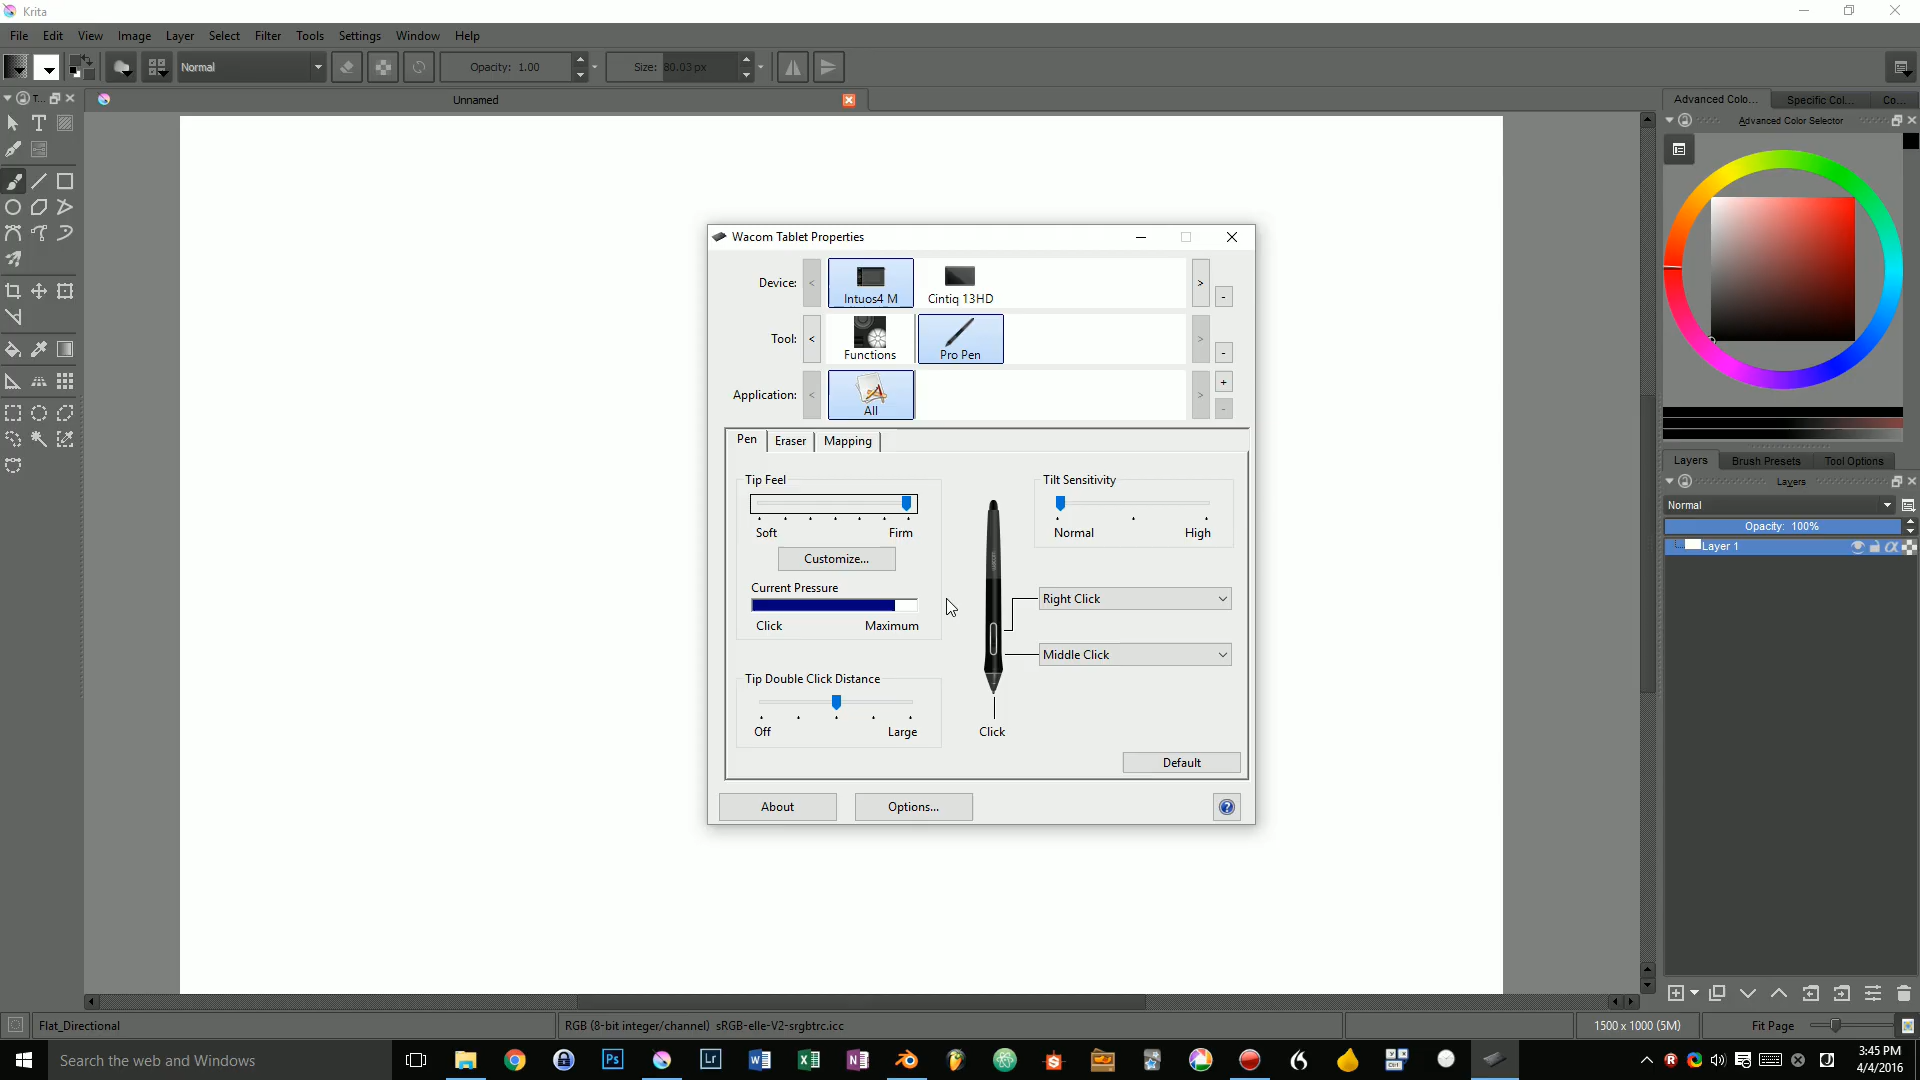 Krita
File Edit View Image Layer Select Filter Tools Settings Window Help
Normal Opacity: 1.00 Size: 80.03 px
T...
Unnamed
Advanced Colo... Specific Col... Co...
Advanced Color Selector
Wacom Tablet Properties
Device: < Intuos4 M Cintiq 13HD > -
Tool: < Functions Pro Pen > -
Application: < All > + -
Pen Eraser Mapping
Tip Feel
Soft Firm
Customize...
Current Pressure
Click Maximum
Tip Double Click Distance
Off Large
Tilt Sensitivity
Normal High
Right Click
Middle Click
Click
Default
About Options... ?
Layers Brush Presets Tool Options
Layers
Normal
Opacity: 100%
Layer 1
Flat_Directional
RGB (8-bit integer/channel) sRGB-elle-V2-srgbtrc.icc
1500 x 1000 (5M)
Fit Page
Search the web and Windows
Ps Lr
3:45 PM
4/4/2016